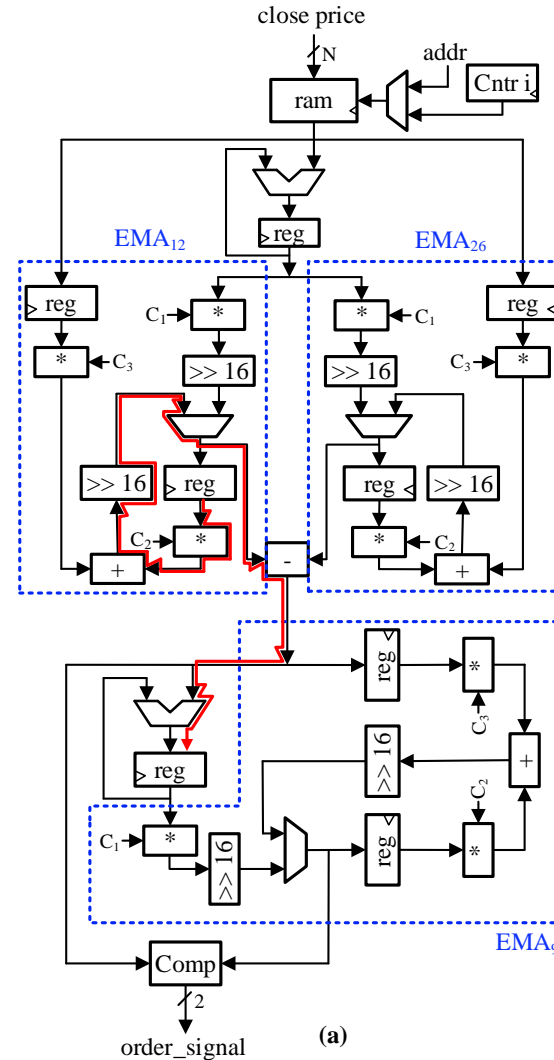 close price
N
addr
ram
Cntr i
reg
EMA12
EMA26
reg
*
C1
*
C1
reg
*
C3
>> 16
>> 16
C3
*
>> 16
reg
reg
>> 16
C2
*
*
C2
+
-
+
reg
*
C3
>> 16
+
reg
C2
reg
*
C1
*
>> 16
EMA9
Comp
2
order_signal
(a)